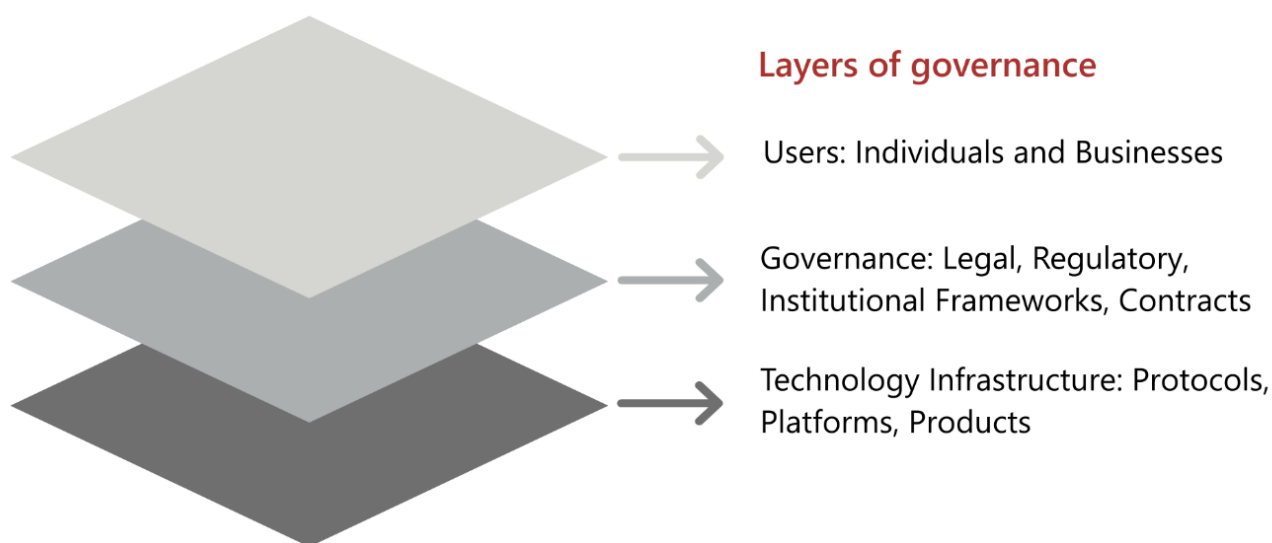 Layers of governance
Users: Individuals and Businesses
Governance: Legal, Regulatory,
Institutional Frameworks, Contracts
Technology Infrastructure: Protocols,
Platforms, Products